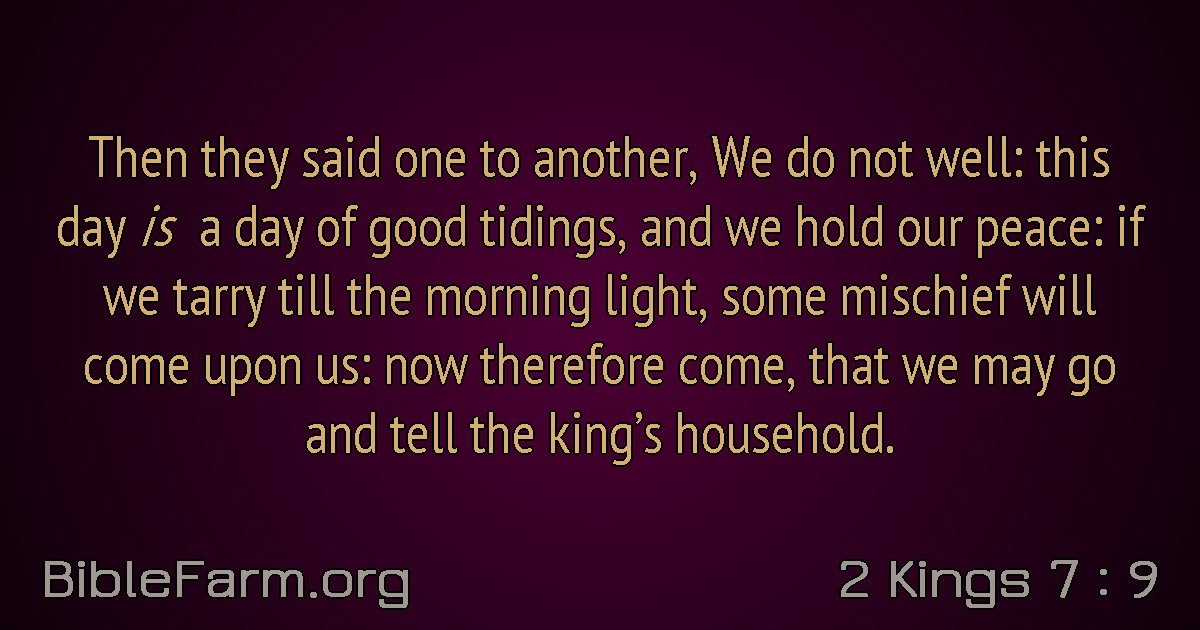 Then they said one to another, We do not well: this
day is a day of good tidings, and we hold our peace: if
we tarry till the morning light, some mischief will
come upon us: now therefore come, that we may go
and tell the king’s household.
BibleFarm.org
2 Kings 7 : 9